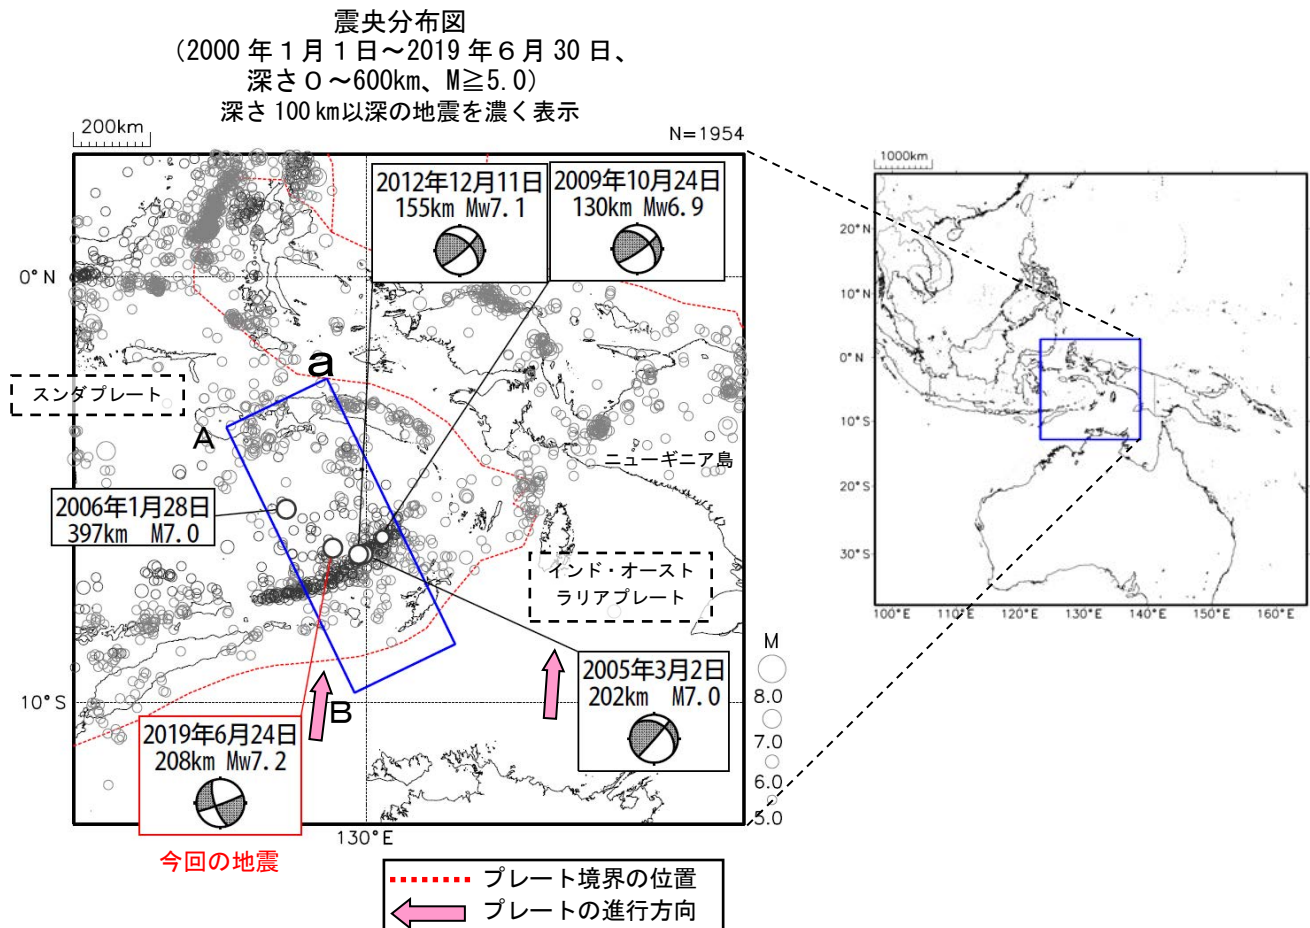 震央分布図
（2000 年１月１日～2019 年６月 30 日、
深さ０～600km、M≧5.0）
深さ 100 km以深の地震を濃く表示
200km
N=1954
1000km
2012年12月11日
155km Mw7.1
2009年10月24日
130km Mw6.9
0°N
a
スンダプレート
A
ニューギニア島
2006年1月28日
397km M7.0
インド・オースト
ラリアプレート
2005年3月2日
202km M7.0
10°S
B
2019年6月24日
208km Mw7.2
今回の地震
130°E
M
8.0
7.0
6.0
5.0
プレート境界の位置
プレートの進行方向
20°N
10°N
0°N
10°S
20°S
30°S
100°E
110°E
120°E
130°E
140°E
150°E
160°E